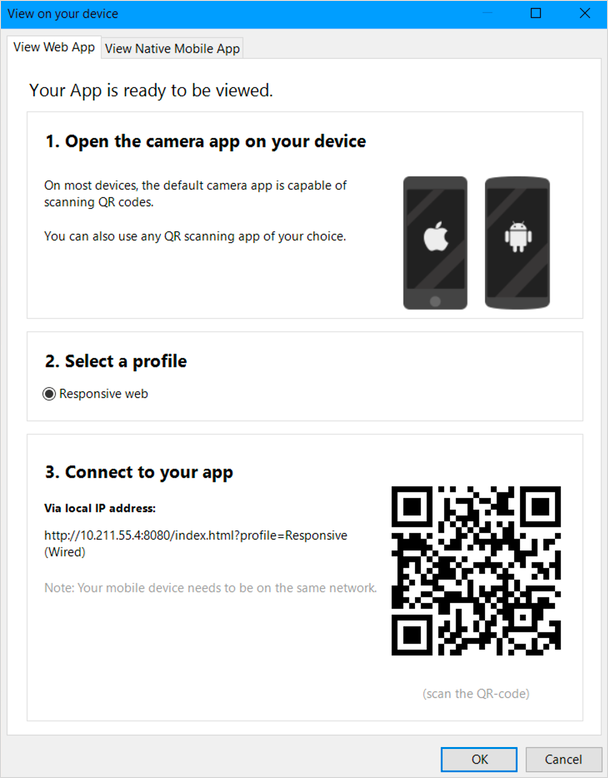 View on your device
View Web App
View Native Mobile App
Your App is ready to be viewed.
1. Open the camera app on your device
On most devices, the default camera app is capable of
scanning QR codes.
You can also use any QR scanning app of your choice.
2. Select a profile
Responsive web
3. Connect to your app
Via local IP address:
http://10.211.55.4:8080/index.html?profile=Responsive
(Wired)
Note: Your mobile device needs to be on the same network.
(scan the QR-code)
OK
Cancel